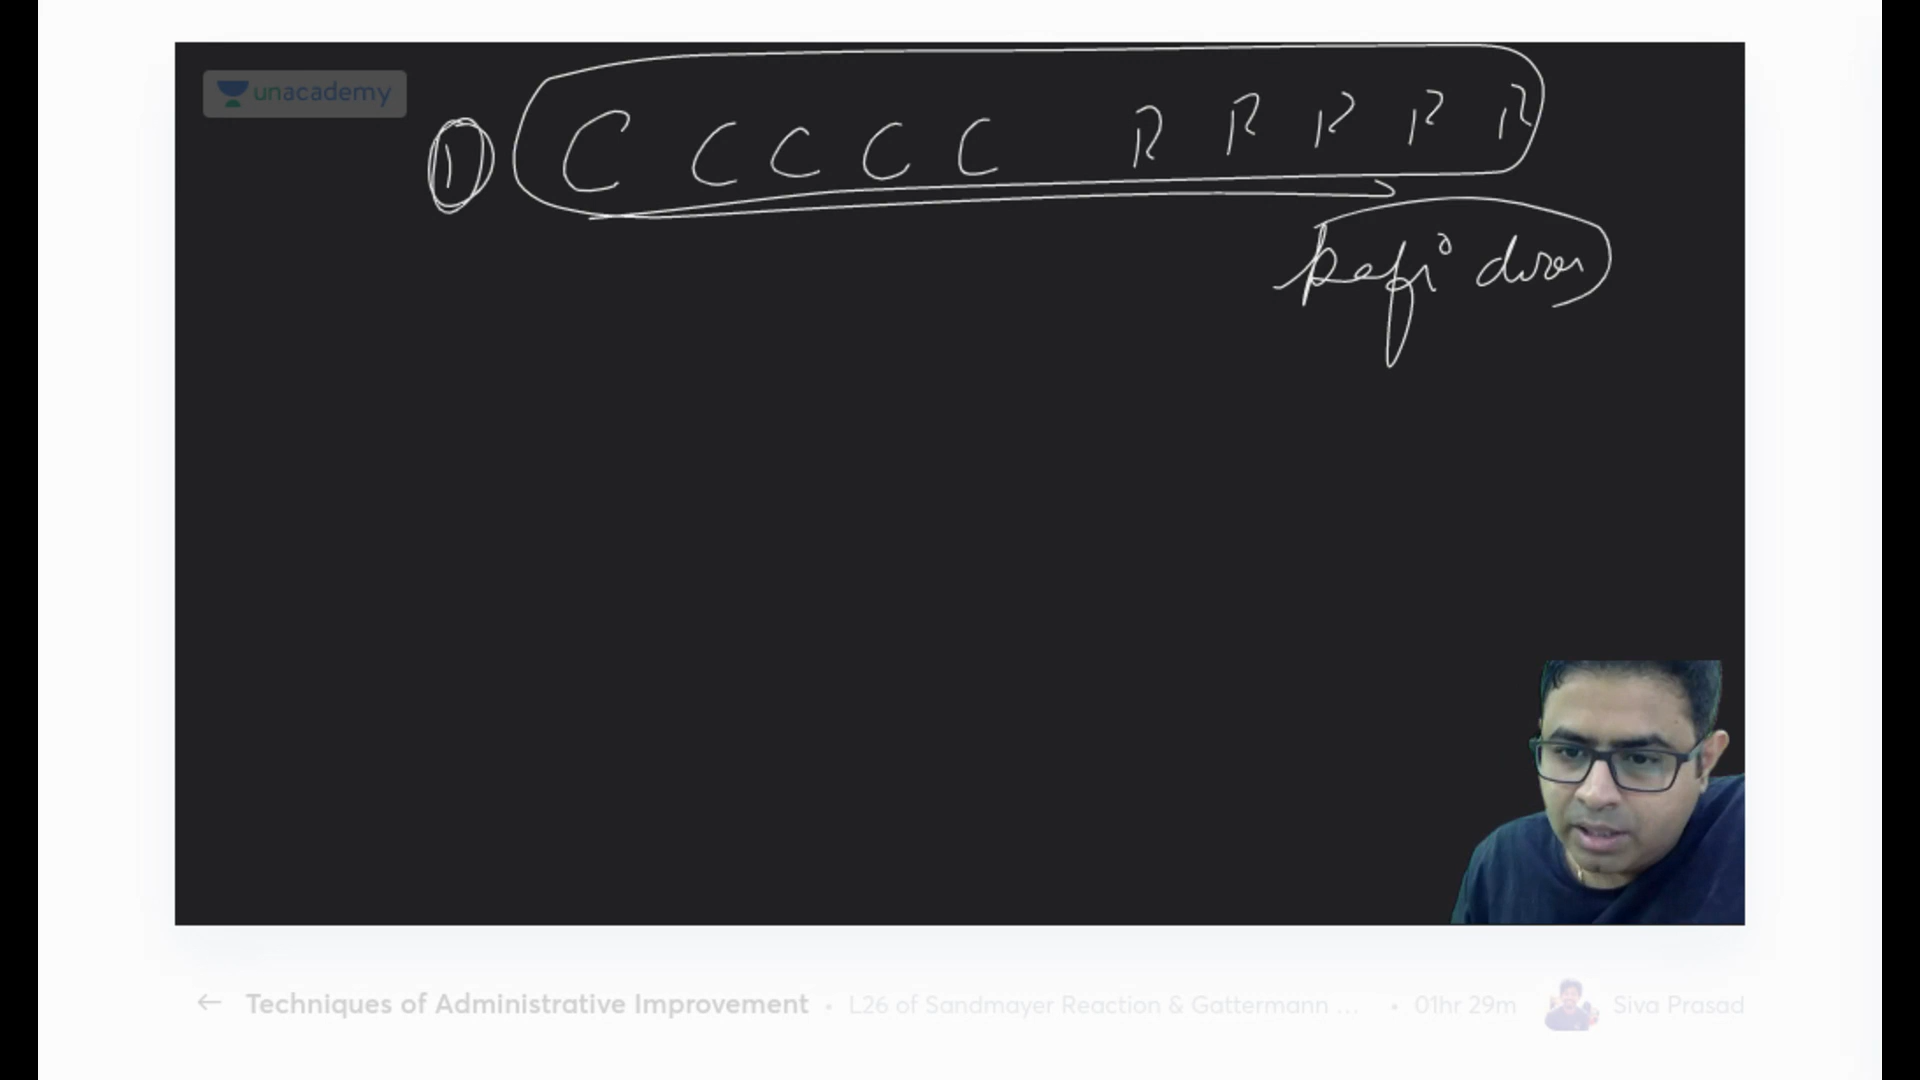 unacademy
1 C C C C C R R R R R
← Techniques of Administrative Improvement • L26 of Sandmayer Reaction & Gattermann ... • 01hr 29m Siva Prasad